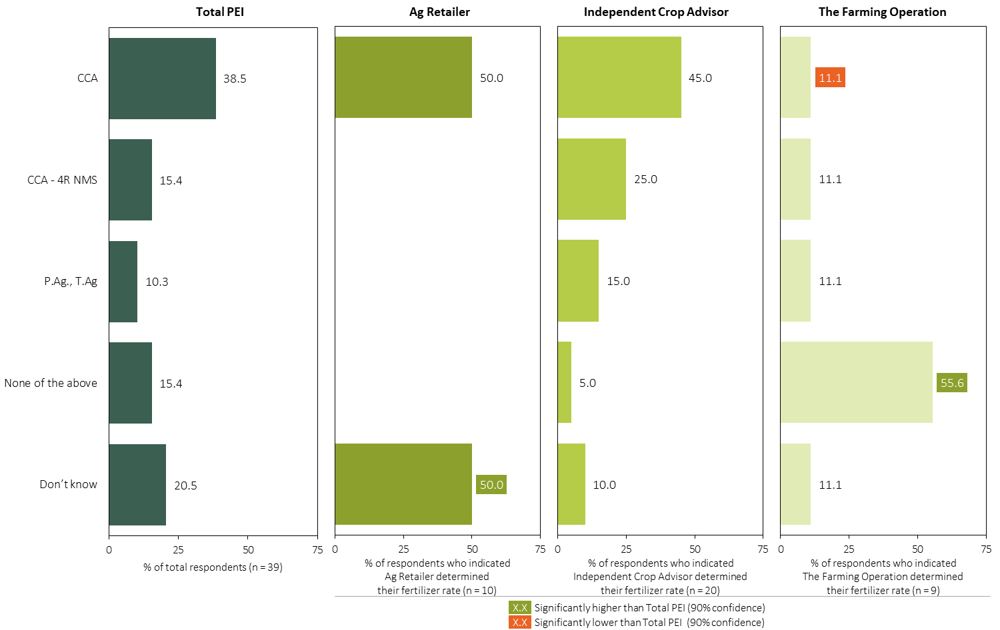 Total PEI
Ag Retailer
Independent Crop Advisor
The Farming Operation
CCA
38.5
50.0
45.0
11.1
CCA - 4R NMS
15.4
25.0
11.1
P.Ag., T.Ag
10.3
15.0
11.1
None of the above
15.4
5.0
55.6
Don't know
20.5
50.0
10.0
11.1
0 25 50 75
0 25 50 75
0 25 50 75
0 25 50 75
% of total respondents (n = 39)
% of respondents who indicated
Ag Retailer determined
their fertilizer rate (n = 10)
% of respondents who indicated
Independent Crop Advisor determined
their fertilizer rate (n = 20)
% of respondents who indicated
The Farming Operation determined
their fertilizer rate (n = 9)
X.X Significantly higher than Total PEI (90% confidence)
X.X Significantly lower than Total PEI (90% confidence)